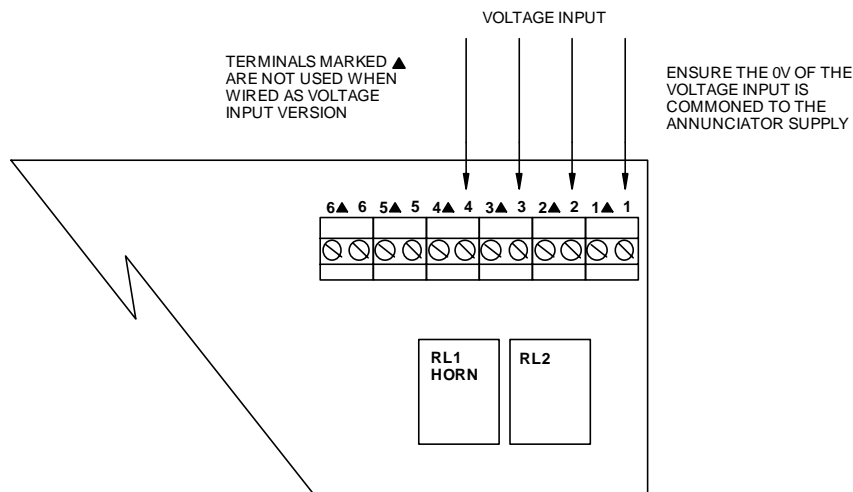 VOLTAGE INPUT
TERMINALS MARKED ▲
ARE NOT USED WHEN
WIRED AS VOLTAGE
INPUT VERSION
ENSURE THE 0V OF THE
VOLTAGE INPUT IS
COMMONED TO THE
ANNUNCIATOR SUPPLY
6▲ 6 5▲ 5 4▲ 4 3▲ 3 2▲ 2 1▲ 1
RL1
HORN
RL2